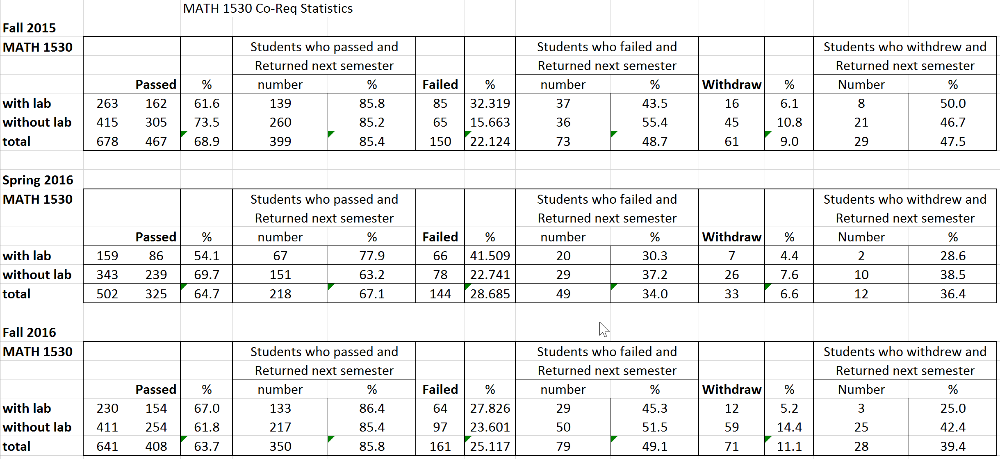 MATH 1530 Co-Req Statistics
Fall 2015
MATH 1530 Students who passed and Students who failed and Students who withdrew and
Returned next semester Returned next semester Returned next semester
Passed % number % Failed % number % Withdraw % Number %
with lab 263 162 61.6 139 85.8 85 32.319 37 43.5 16 6.1 8 50.0
without lab 415 305 73.5 260 85.2 65 15.663 36 55.4 45 10.8 21 46.7
total 678 467 68.9 399 85.4 150 22.124 73 48.7 61 9.0 29 47.5
Spring 2016
MATH 1530 Students who passed and Students who failed and Students who withdrew and
Returned next semester Returned next semester Returned next semester
Passed % number % Failed % number % Withdraw % Number %
with lab 159 86 54.1 67 77.9 66 41.509 20 30.3 7 4.4 2 28.6
without lab 343 239 69.7 151 63.2 78 22.741 29 37.2 26 7.6 10 38.5
total 502 325 64.7 218 67.1 144 28.685 49 34.0 33 6.6 12 36.4
Fall 2016
MATH 1530 Students who passed and Students who failed and Students who withdrew and
Returned next semester Returned next semester Returned next semester
Passed % number % Failed % number % Withdraw % Number %
with lab 230 154 67.0 133 86.4 64 27.826 29 45.3 12 5.2 3 25.0
without lab 411 254 61.8 217 85.4 97 23.601 50 51.5 59 14.4 25 42.4
total 641 408 63.7 350 85.8 161 25.117 79 49.1 71 11.1 28 39.4